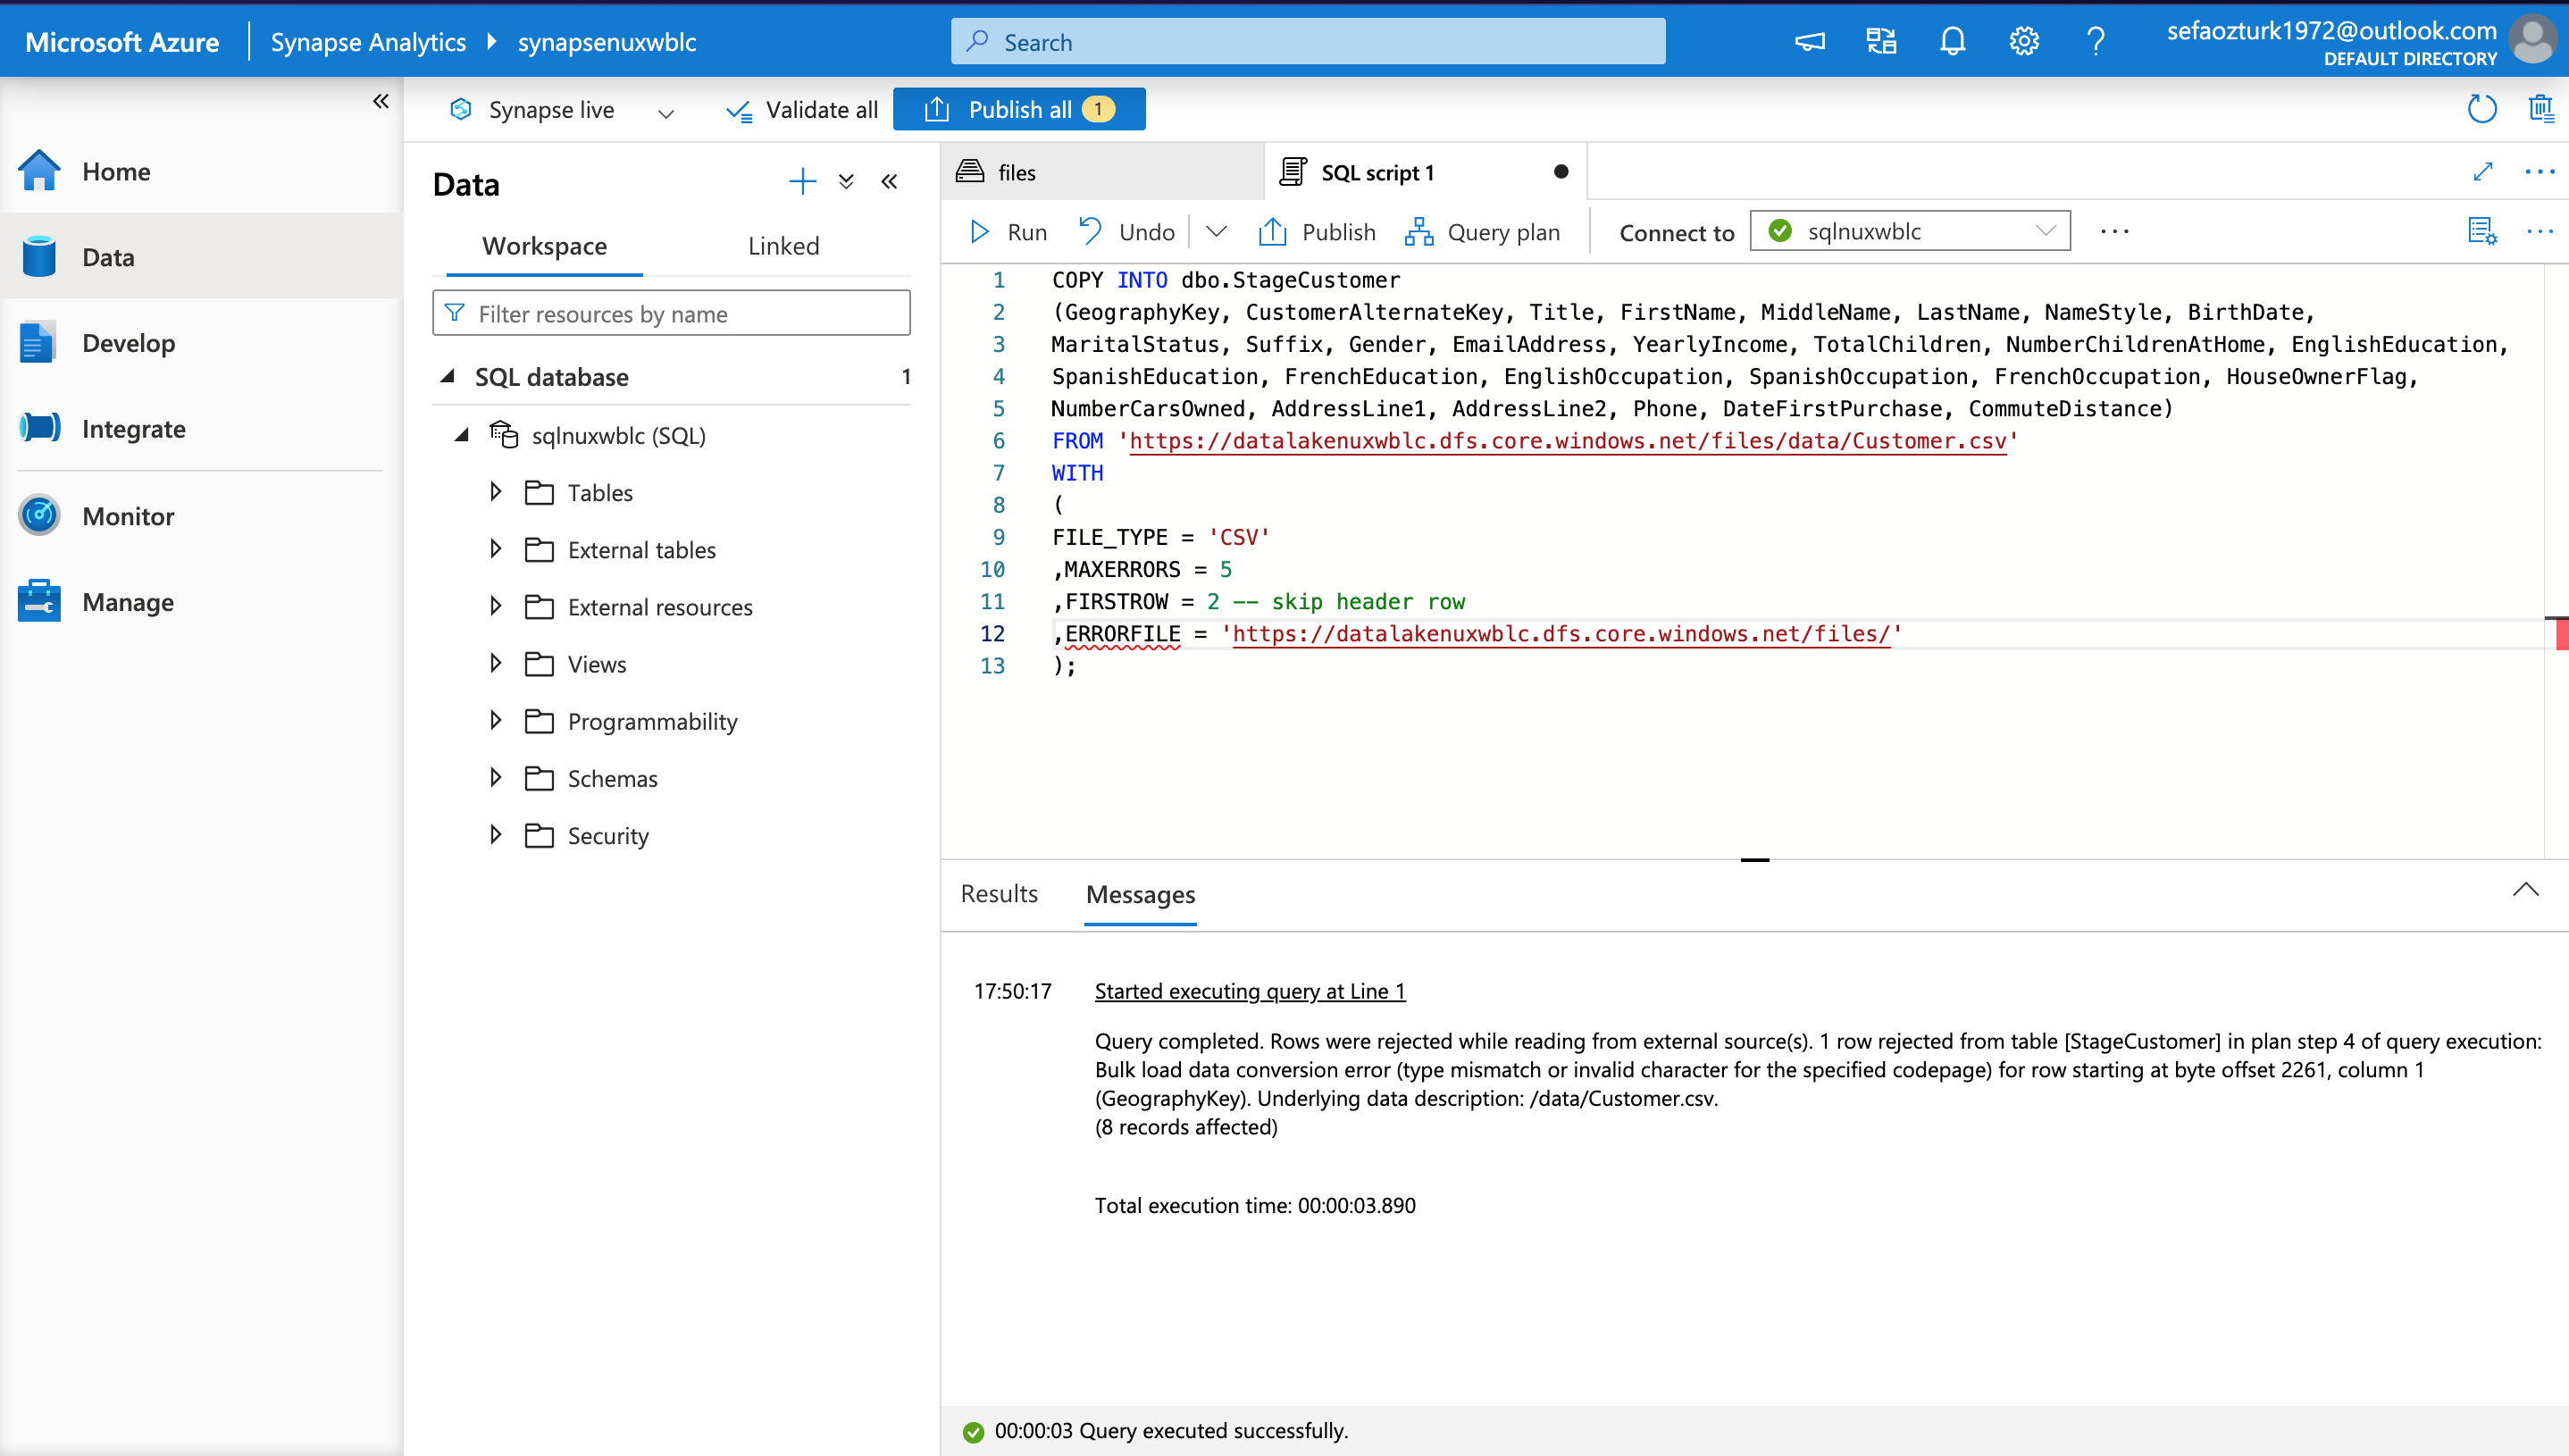 Microsoft Azure
Synapse Analytics
synapsenuxwblc
Search
sefaozturk1972@outlook.com
DEFAULT DIRECTORY
Home
Data
Develop
Integrate
Monitor
Manage
Synapse live
Validate all
Publish all 1
Data
Workspace
Linked
Filter resources by name
SQL database 1
sqlnuxwblc (SQL)
Tables
External tables
External resources
Views
Programmability
Schemas
Security
files
SQL script 1
Run
Undo
Publish
Query plan
Connect to
sqlnuxwblc
1 COPY INTO dbo.StageCustomer
2 (GeographyKey, CustomerAlternateKey, Title, FirstName, MiddleName, LastName, NameStyle, BirthDate,
3 MaritalStatus, Suffix, Gender, EmailAddress, YearlyIncome, TotalChildren, NumberChildrenAtHome, EnglishEducation,
4 SpanishEducation, FrenchEducation, EnglishOccupation, SpanishOccupation, FrenchOccupation, HouseOwnerFlag,
5 NumberCarsOwned, AddressLine1, AddressLine2, Phone, DateFirstPurchase, CommuteDistance)
6 FROM 'https://datalakenuxwblc.dfs.core.windows.net/files/data/Customer.csv'
7 WITH
8 (
9 FILE_TYPE = 'CSV'
10 ,MAXERRORS = 5
11 ,FIRSTROW = 2 -- skip header row
12 ,ERRORFILE = 'https://datalakenuxwblc.dfs.core.windows.net/files/'
13 );
Results
Messages
17:50:17 Started executing query at Line 1
Query completed. Rows were rejected while reading from external source(s). 1 row rejected from table [StageCustomer] in plan step 4 of query execution:
Bulk load data conversion error (type mismatch or invalid character for the specified codepage) for row starting at byte offset 2261, column 1
(GeographyKey). Underlying data description: /data/Customer.csv.
(8 records affected)
Total execution time: 00:00:03.890
00:00:03 Query executed successfully.